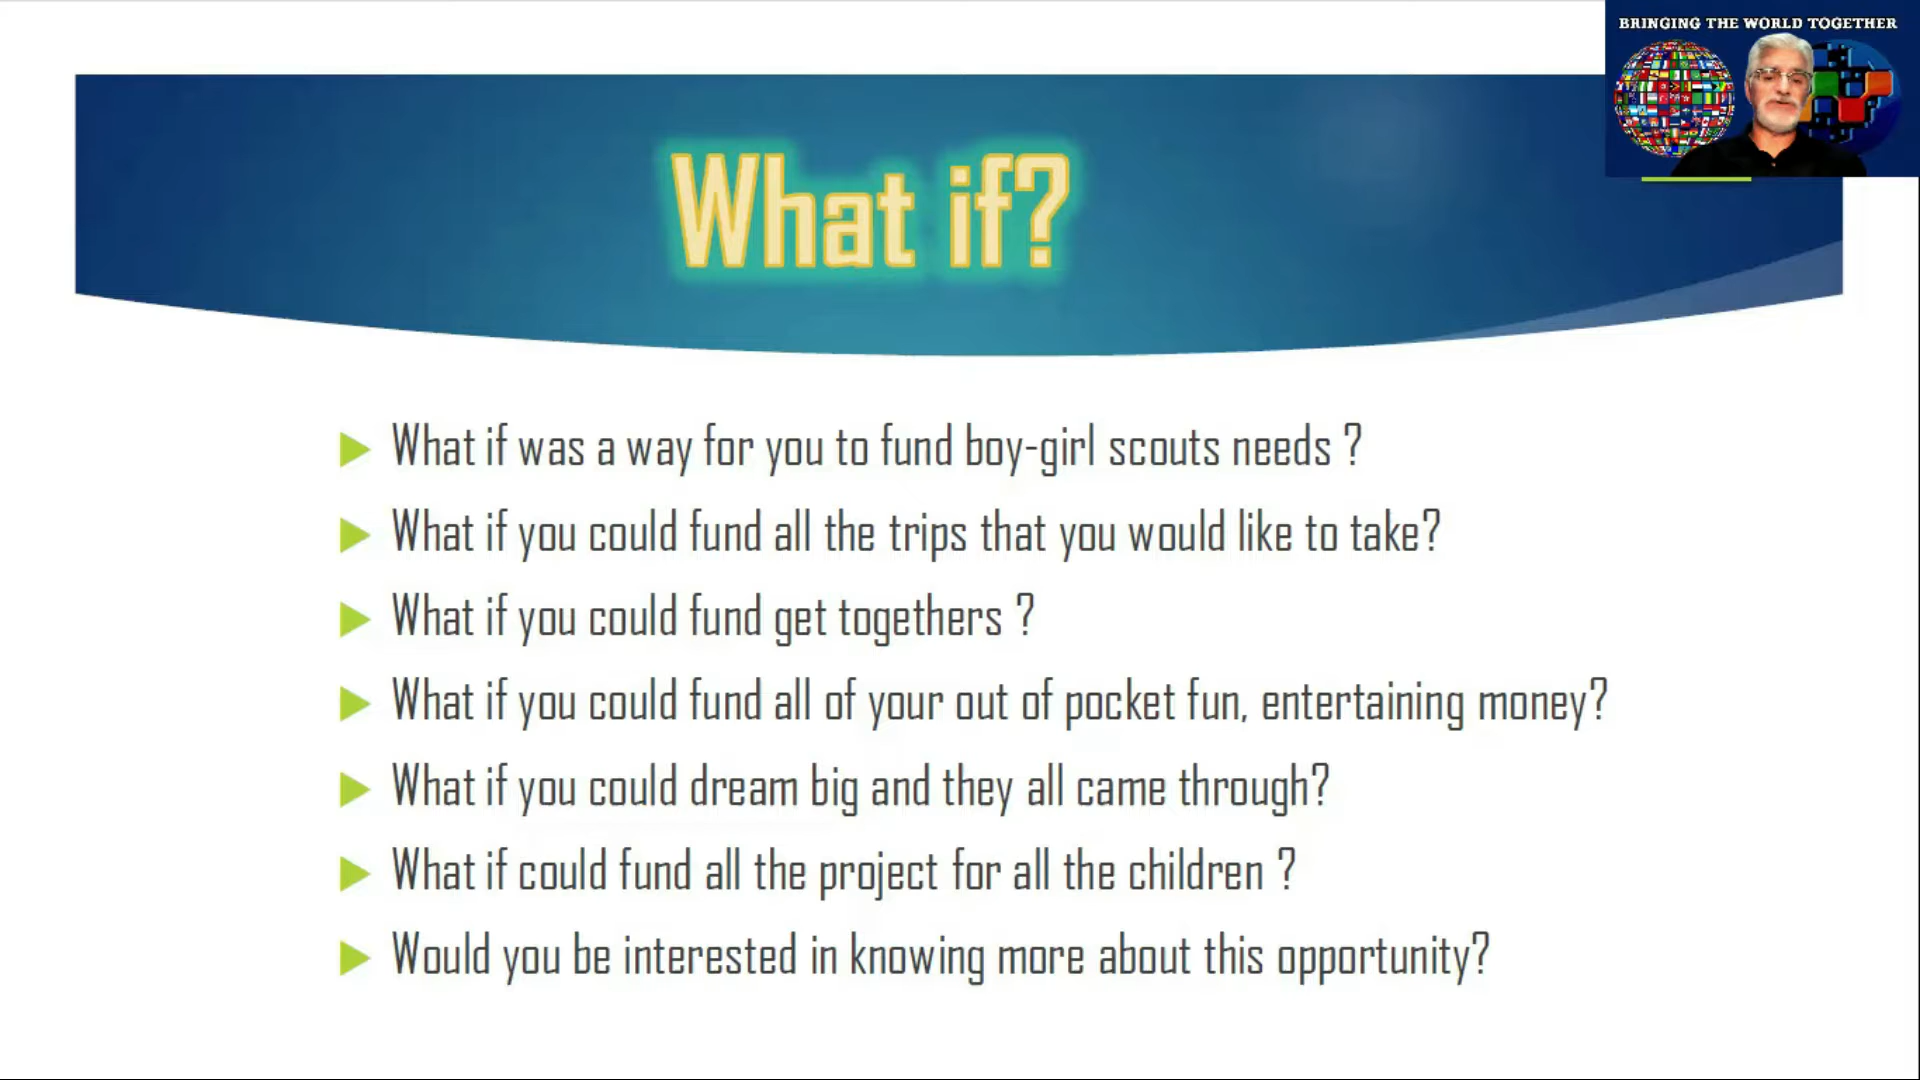 BRINGING THE WORLD TOGETHER
What if?
What if was a way for you to fund boy-girl scouts needs ?
What if you could fund all the trips that you would like to take?
What if you could fund get togethers ?
What if you could fund all of your out of pocket fun, entertaining money?
What if you could dream big and they all came through?
What if could fund all the project for all the children ?
Would you be interested in knowing more about this opportunity?